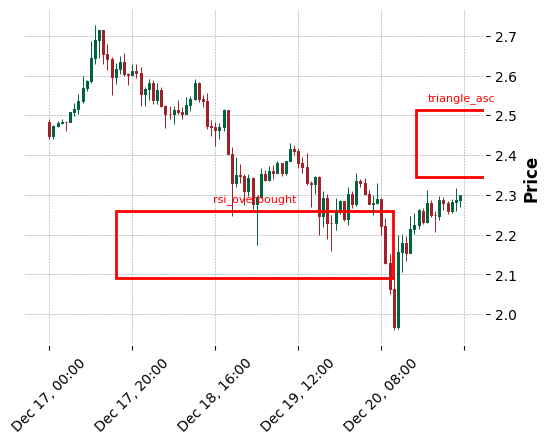 2.7
triangle_asc
2.6
2.5
2.4
Price
2.3
rsi_overbought
2.2
2.1
2.0
Dec 17, 00:00
Dec 17, 20:00
Dec 18, 16:00
Dec 19, 12:00
Dec 20, 08:00